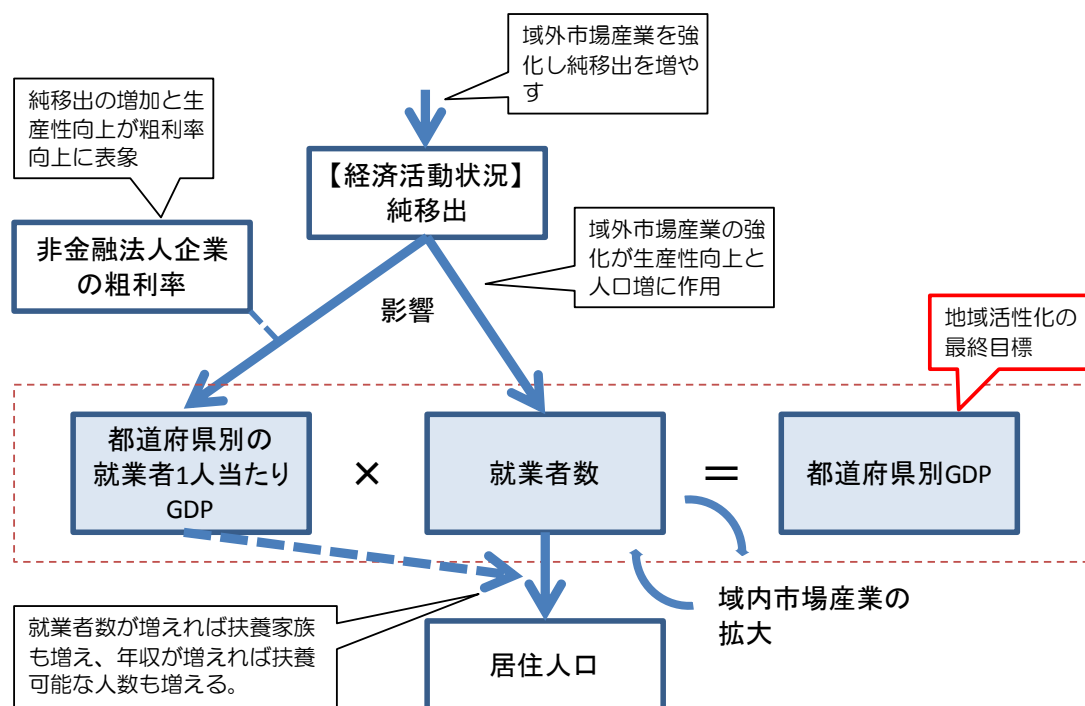 域外市場産業を強
化し純移出を増や
す
純移出の増加と生
産性向上が粗利率
向上に表象
【経済活動状況】
純移出
非金融法人企業
の粗利率
域外市場産業の強
化が生産性向上と
人口増に作用
影響
地域活性化の
最終目標
都道府県別の
就業者1人当たり
GDP
×
就業者数
＝
都道府県別GDP
域内市場産業の
拡大
就業者数が増えれば扶養家族
も増え、年収が増えれば扶養
可能な人数も増える。
居住人口